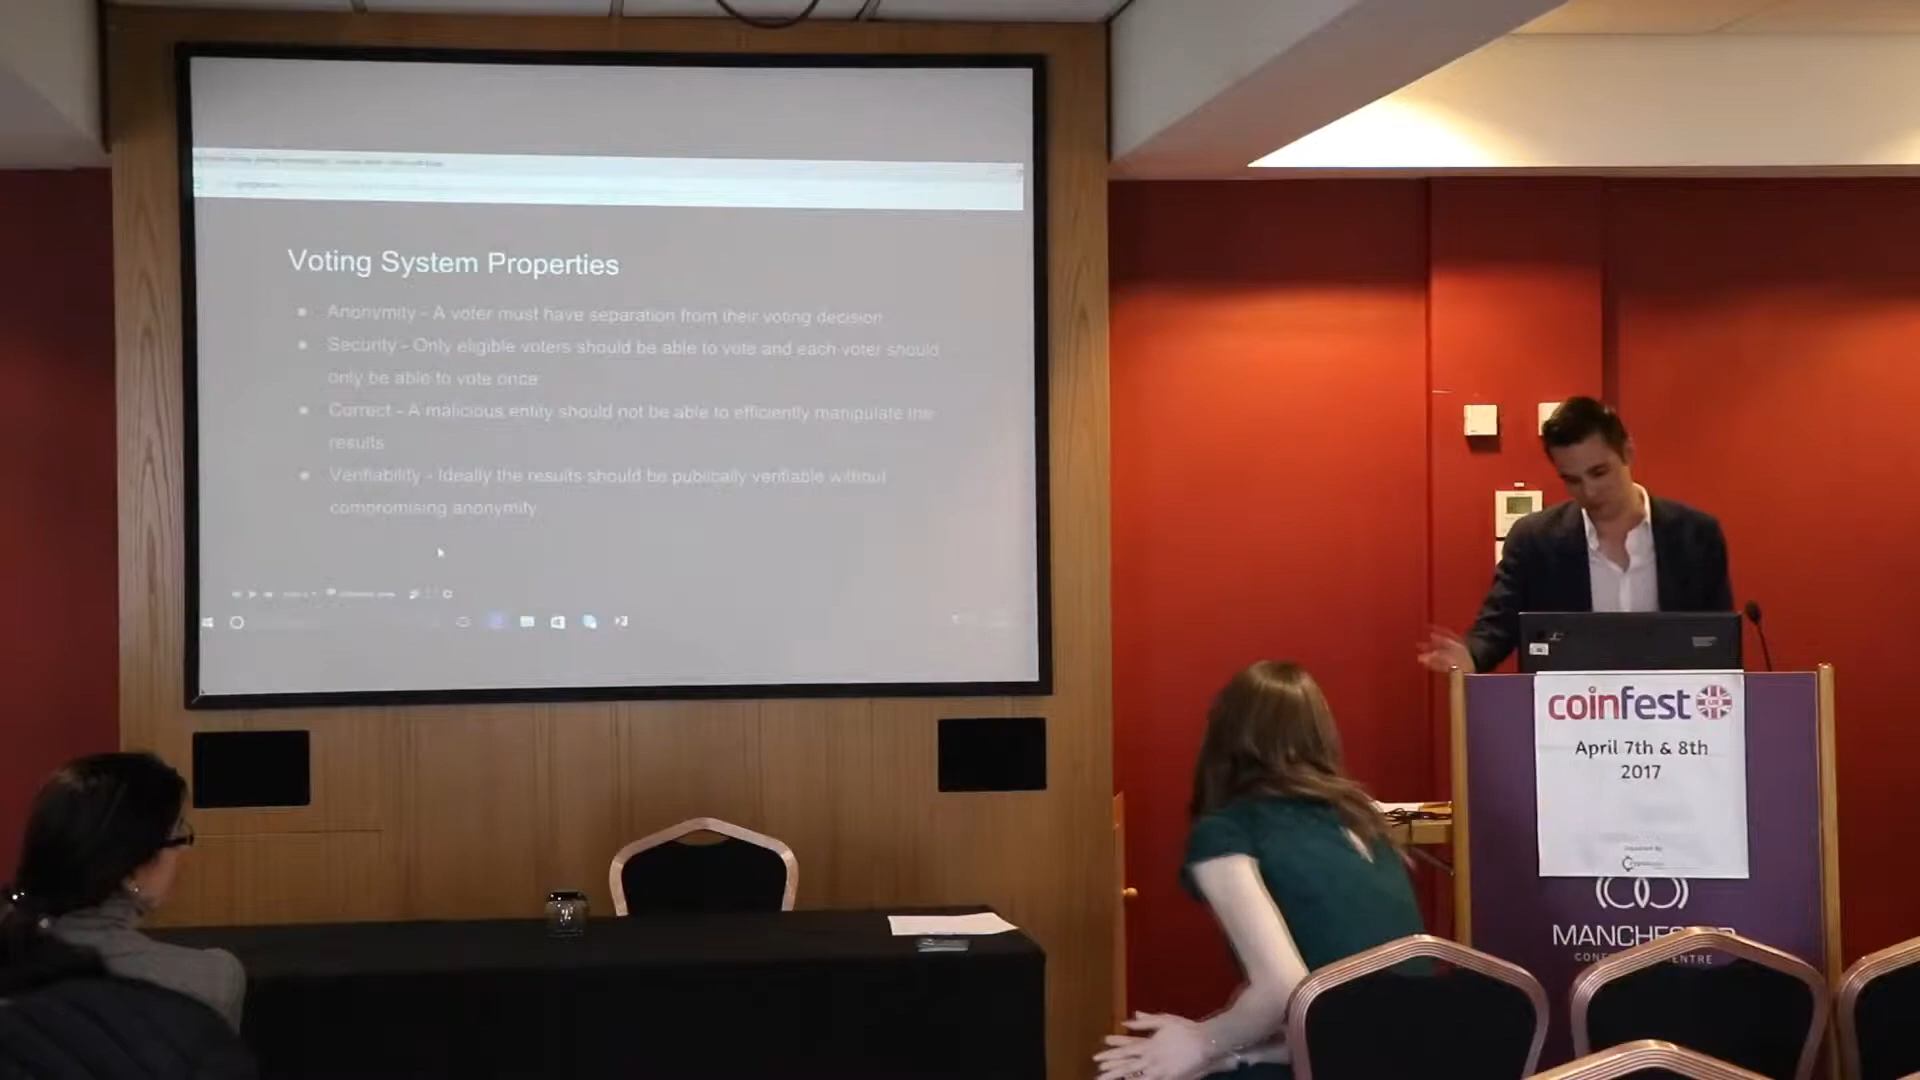 Voting System Properties
● Anonymity - A voter must have separation from their voting decision
● Security - Only eligible voters should be able to vote and each voter should
only be able to vote once
● Correct - A malicious entity should not be able to efficiently manipulate the
results
● Verifiability - Ideally the results should be publically verifiable without
compromising anonymity
coinfest UK
April 7th & 8th
2017
MANCHESTER
CENTRE